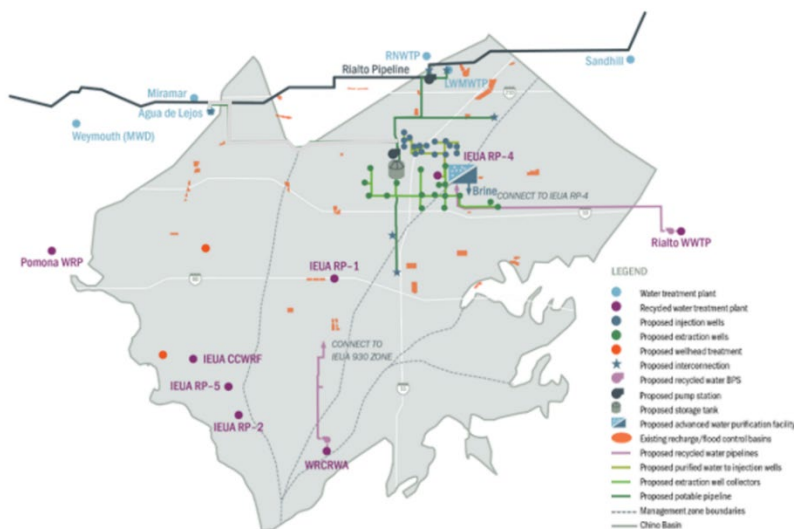 RNWTP
Rialto Pipeline
LWMWTP
Sandhill
Miramar
Agua de Lejos
Weymouth (MWD)
IEUA RP-4
Brine
CONNECT TO IEUA RP-4
Rialto WWTP
Pomona WRP
IEUA RP-1
CONNECT TO
IEUA 930 ZONE
IEUA CCWRF
IEUA RP-5
IEUA RP-2
WRCRWA
LEGEND
Water treatment plant
Recycled water treatment plant
Proposed injection wells
Proposed extraction wells
Proposed wellhead treatment
Proposed interconnection
Proposed recycled water BPS
Proposed pump station
Proposed storage tank
Proposed advanced water purification facility
Existing recharge/flood control basins
Proposed recycled water pipelines
Proposed purified water to injection wells
Proposed extraction well collectors
Proposed potable pipeline
Management zone boundaries
Chino Basin